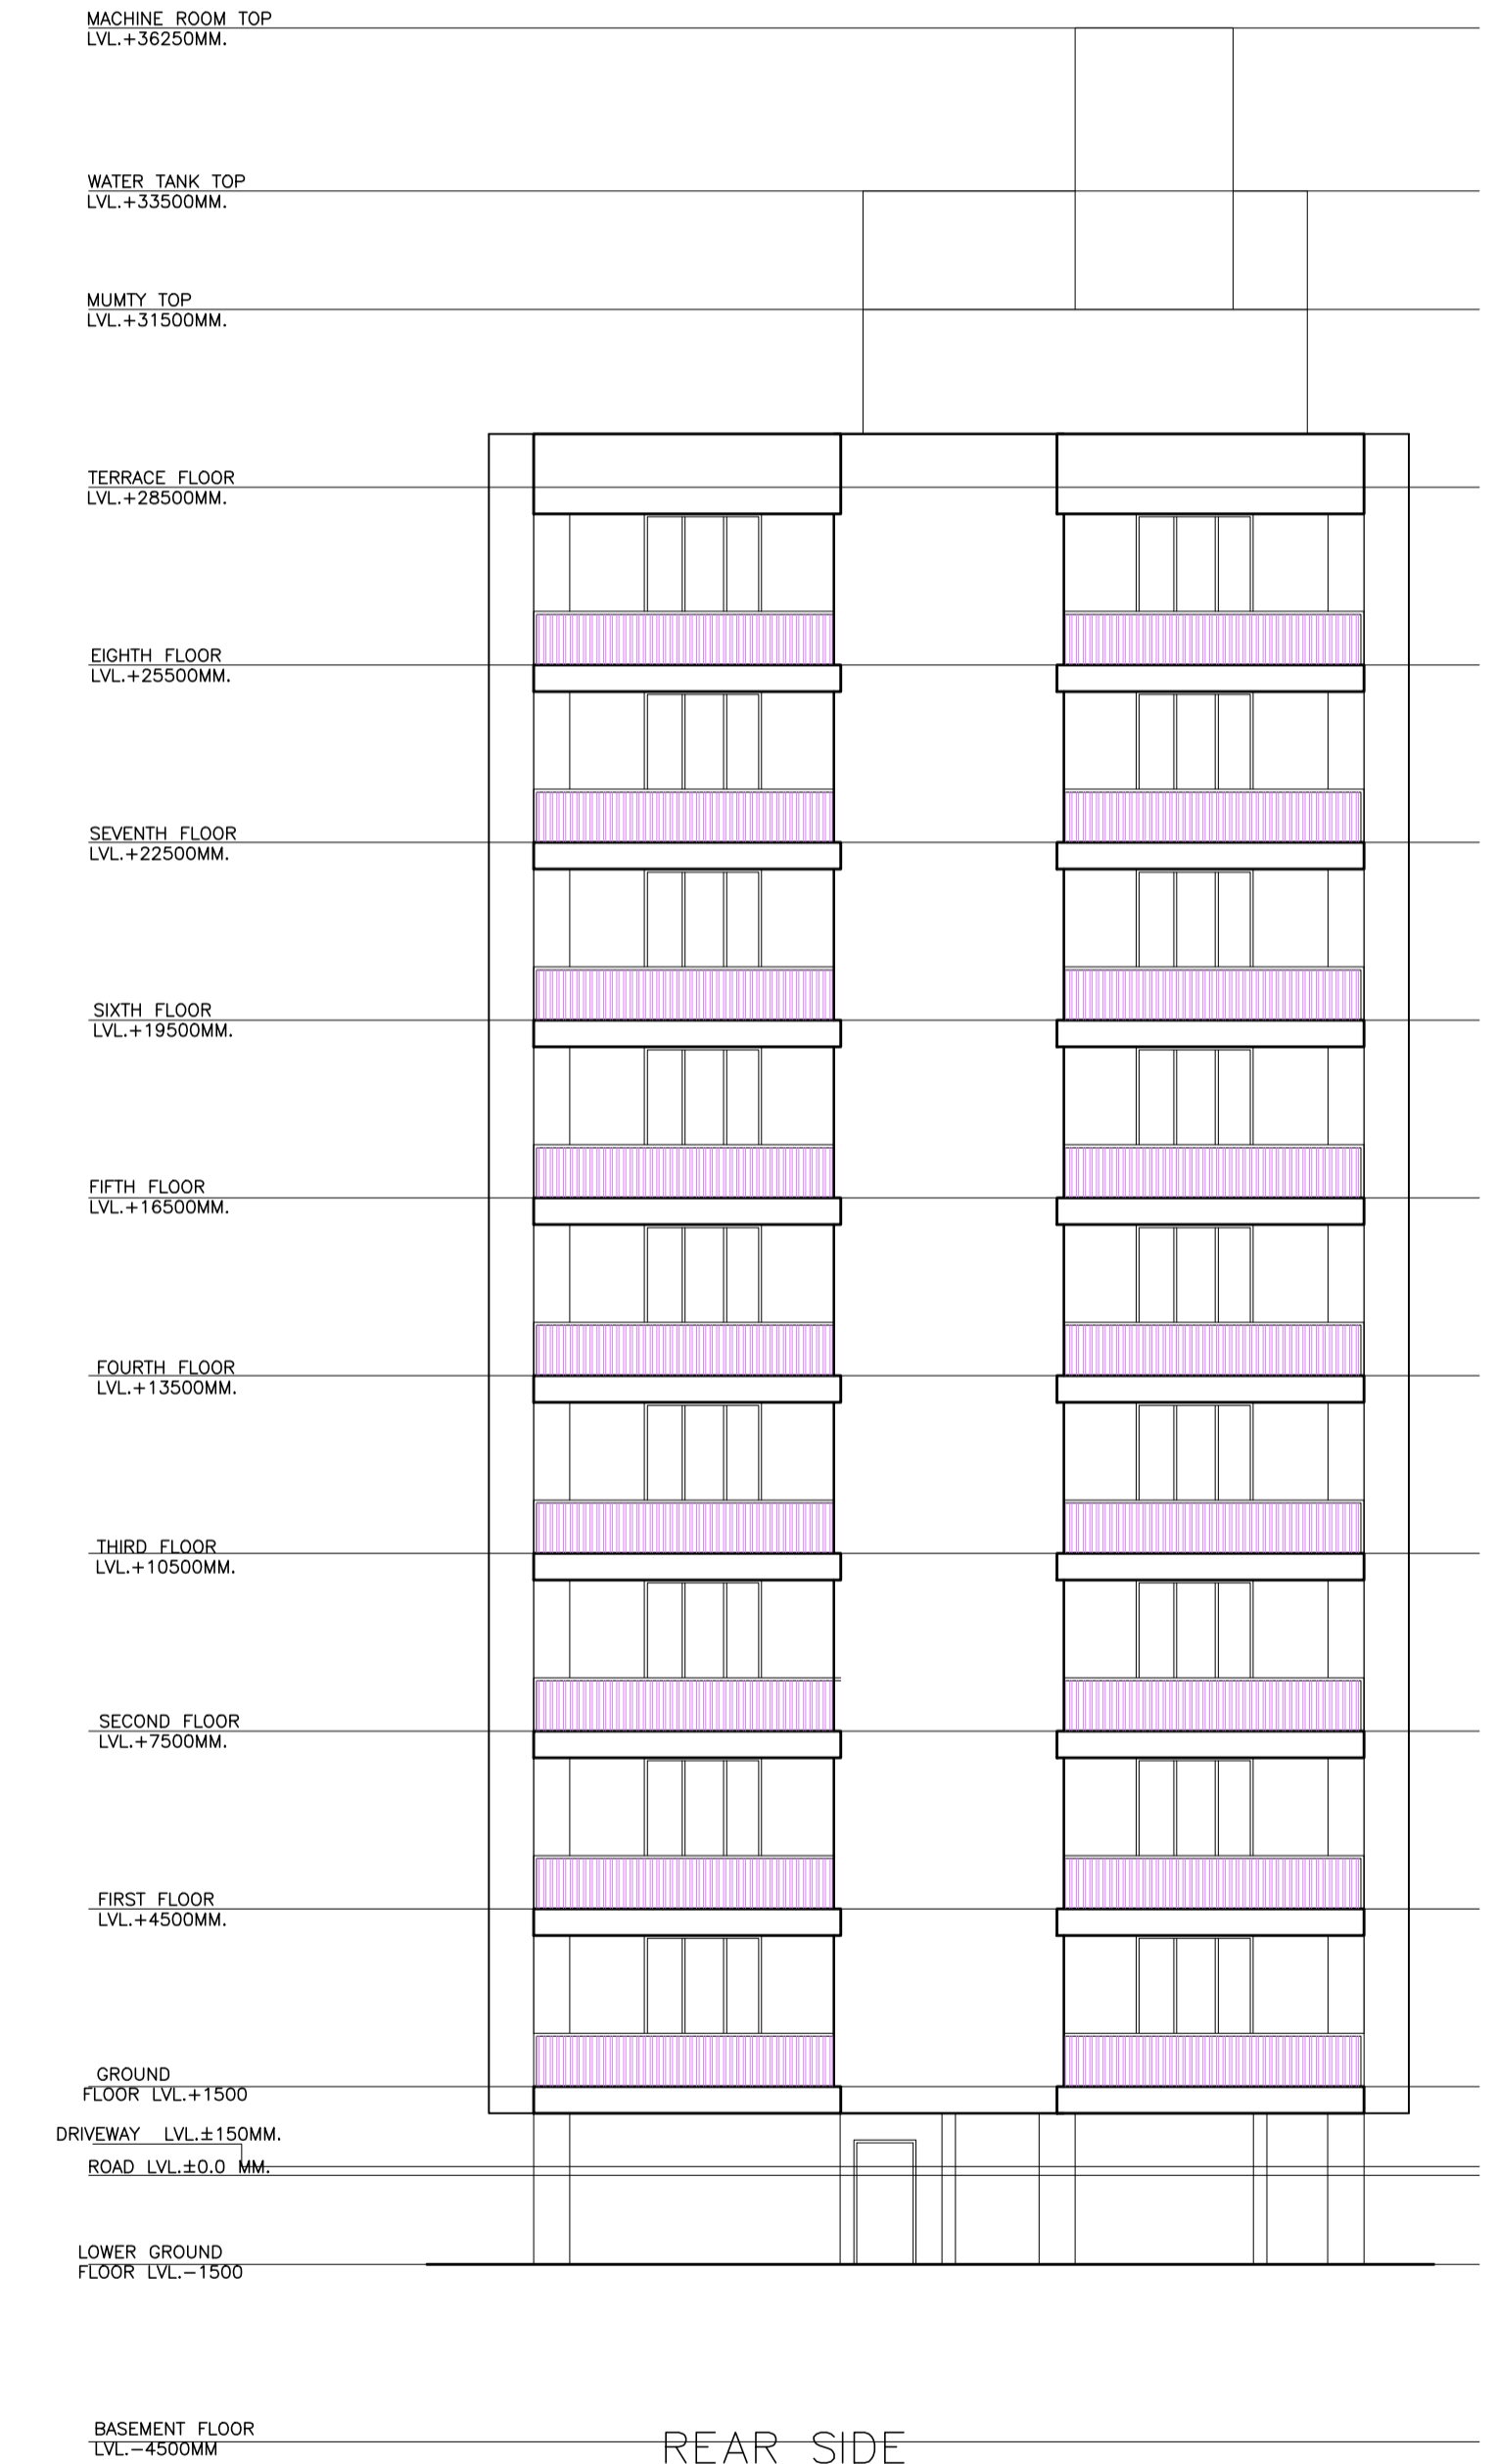 MACHINE ROOM TOP
LVL.+36250MM.
WATER TANK TOP
LVL.+33500MM.
MUMTY TOP
LVL.+31500MM.
TERRACE FLOOR
LVL.+28500MM.
EIGHTH FLOOR
LVL.+25500MM.
SEVENTH FLOOR
LVL.+22500MM.
SIXTH FLOOR
LVL.+19500MM.
FIFTH FLOOR
LVL.+16500MM.
FOURTH FLOOR
LVL.+13500MM.
THIRD FLOOR
LVL.+10500MM.
SECOND FLOOR
LVL.+7500MM.
FIRST FLOOR
LVL.+4500MM.
GROUND
FLOOR LVL.+1500
DRIVEWAY LVL.±150MM.
ROAD LVL.±0.0 MM.
LOWER GROUND
FLOOR LVL.-1500
BASEMENT FLOOR
LVL.-4500MM
REAR SIDE